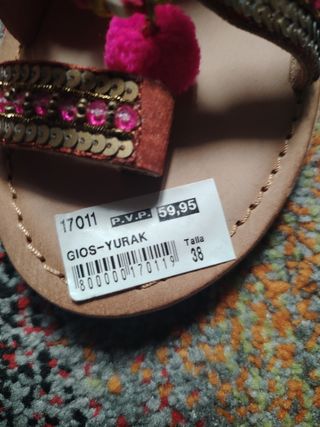 17011 P.V.P. 59,95
GIOS-YURAK
Talla
800000170119 38